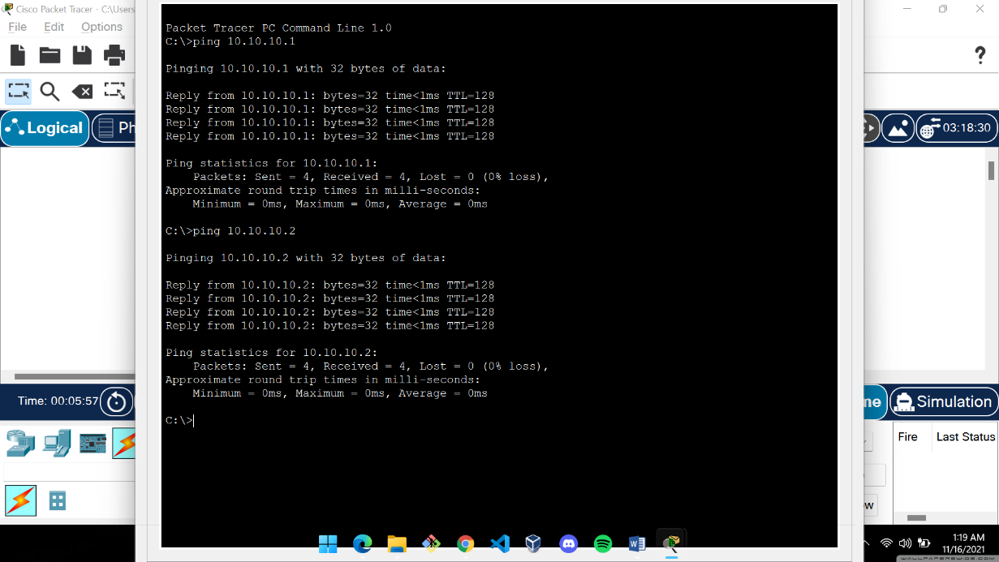 Cisco Packet Tracer - C:\Users
File Edit Options
Logical
Ph
03:18:30
Packet Tracer PC Command Line 1.0
C:\>ping 10.10.10.1
Pinging 10.10.10.1 with 32 bytes of data:
Reply from 10.10.10.1: bytes=32 time<1ms TTL=128
Reply from 10.10.10.1: bytes=32 time<1ms TTL=128
Reply from 10.10.10.1: bytes=32 time<1ms TTL=128
Reply from 10.10.10.1: bytes=32 time<1ms TTL=128
Ping statistics for 10.10.10.1:
Packets: Sent = 4, Received = 4, Lost = 0 (0% loss),
Approximate round trip times in milli-seconds:
Minimum = 0ms, Maximum = 0ms, Average = 0ms
C:\>ping 10.10.10.2
Pinging 10.10.10.2 with 32 bytes of data:
Reply from 10.10.10.2: bytes=32 time<1ms TTL=128
Reply from 10.10.10.2: bytes=32 time<1ms TTL=128
Reply from 10.10.10.2: bytes=32 time<1ms TTL=128
Reply from 10.10.10.2: bytes=32 time<1ms TTL=128
Ping statistics for 10.10.10.2:
Packets: Sent = 4, Received = 4, Lost = 0 (0% loss),
Approximate round trip times in milli-seconds:
Minimum = 0ms, Maximum = 0ms, Average = 0ms
C:\>
Time: 00:05:57
me
Simulation
Fire Last Status
w
1:19 AM
11/16/2021